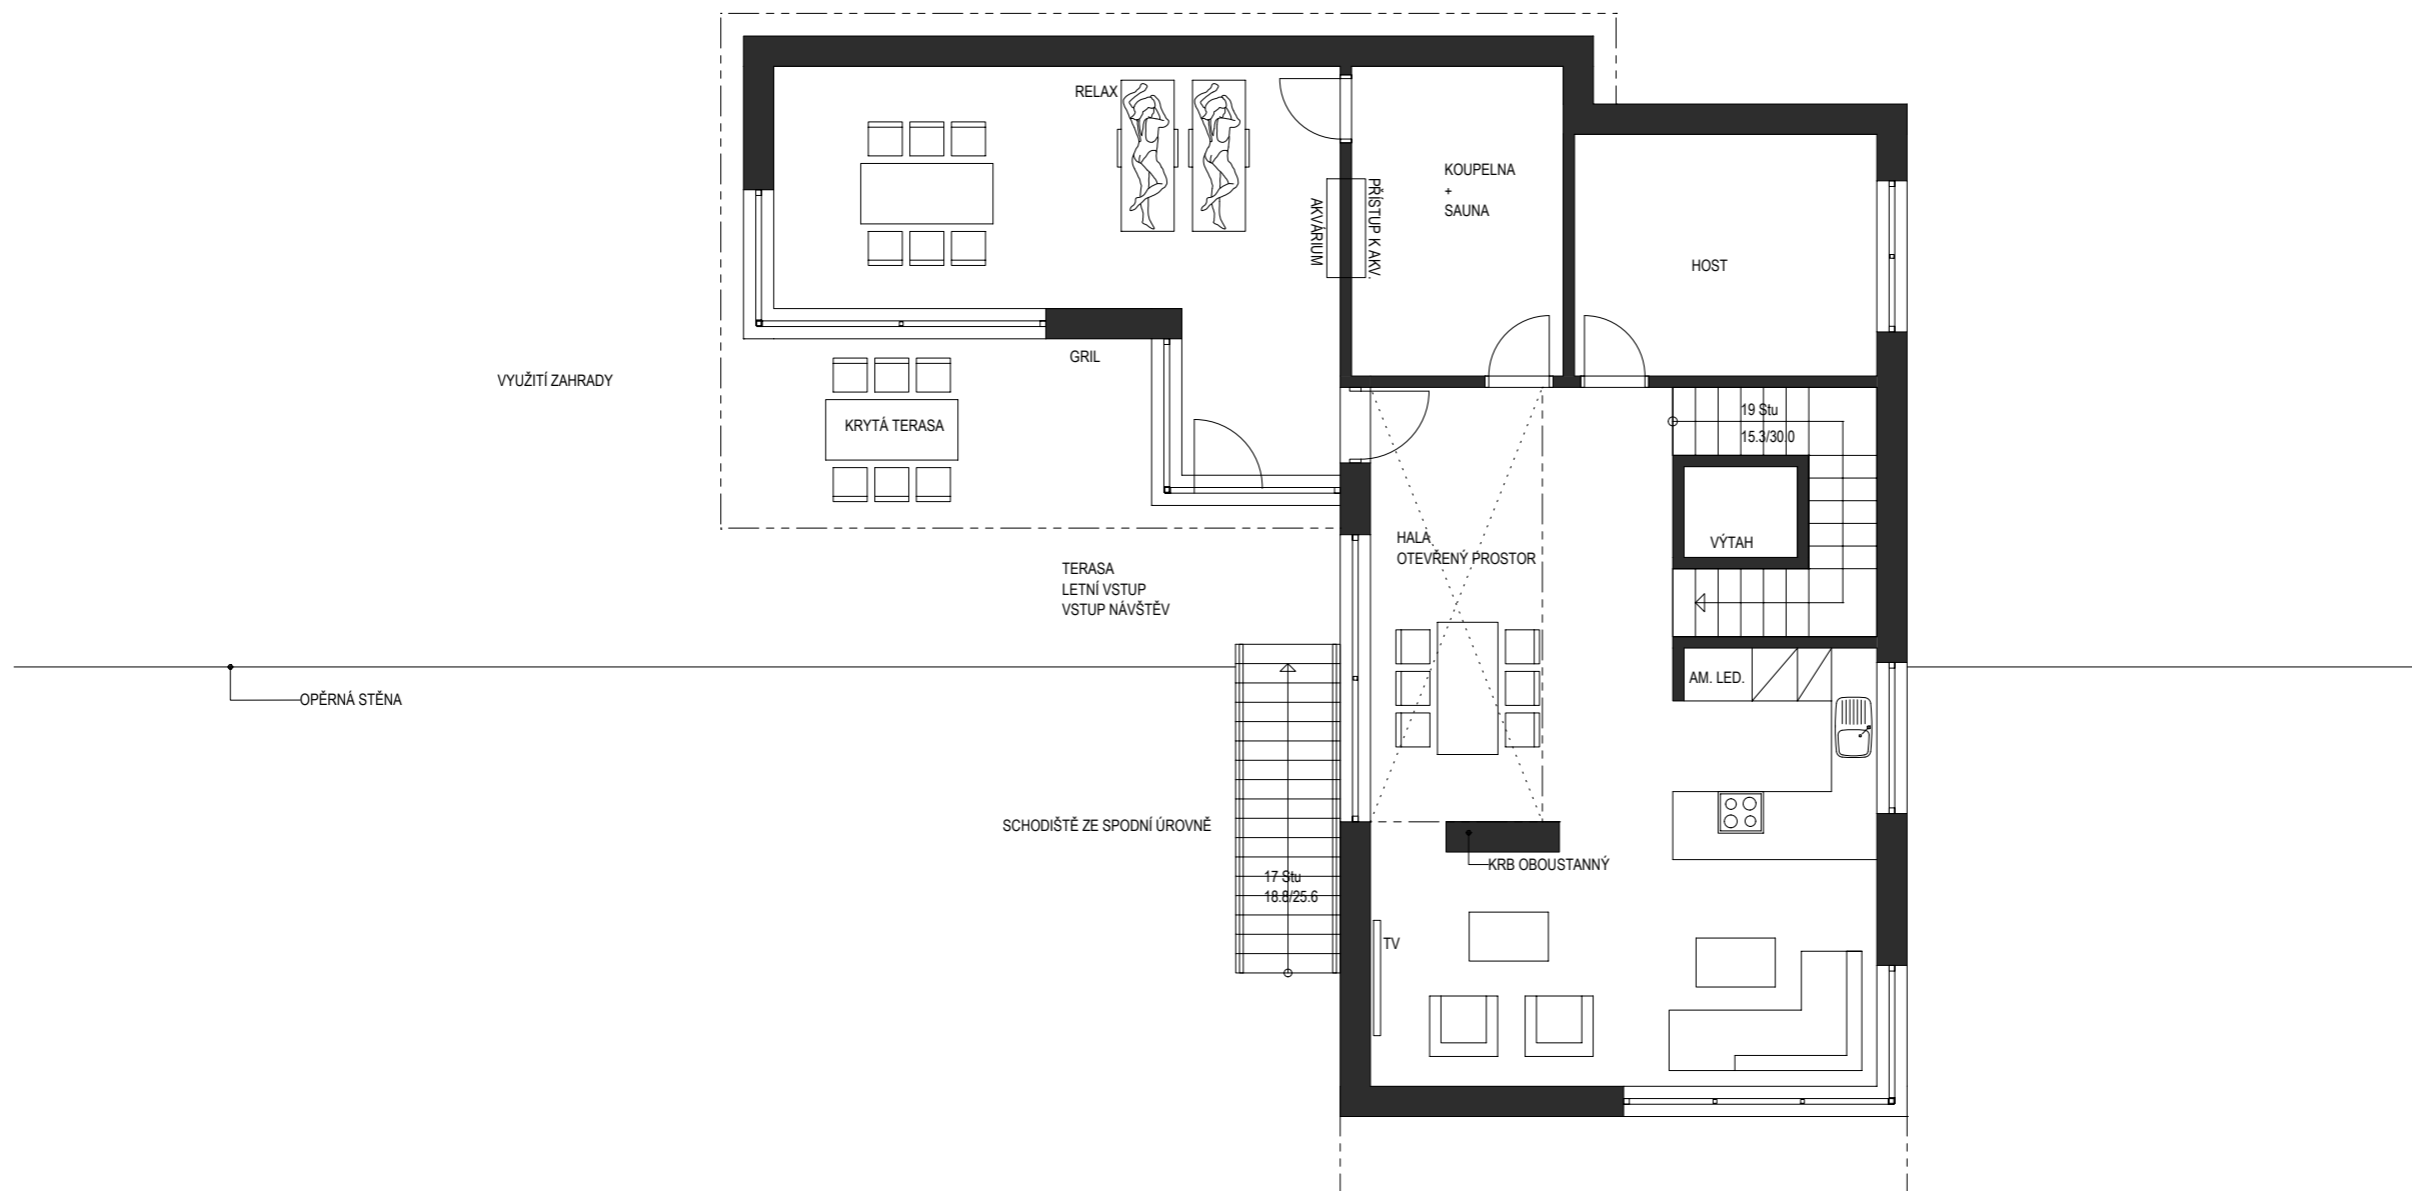 RELAX
KOUPELNA
+
SAUNA
PŘÍSTUP K AKV.
AKVÁRIUM
HOST
GRIL
VYUŽITÍ ZAHRADY
KRYTÁ TERASA
19 Stu
15.3/30.0
VÝTAH
HALA
OTEVŘENÝ PROSTOR
TERASA
LETNÍ VSTUP
VSTUP NÁVŠTĚV
AM. LED.
OPĚRNÁ STĚNA
SCHODIŠTĚ ZE SPODNÍ ÚROVNĚ
KRB OBOUSTANNÝ
17 Stu
18.8/25.6
TV